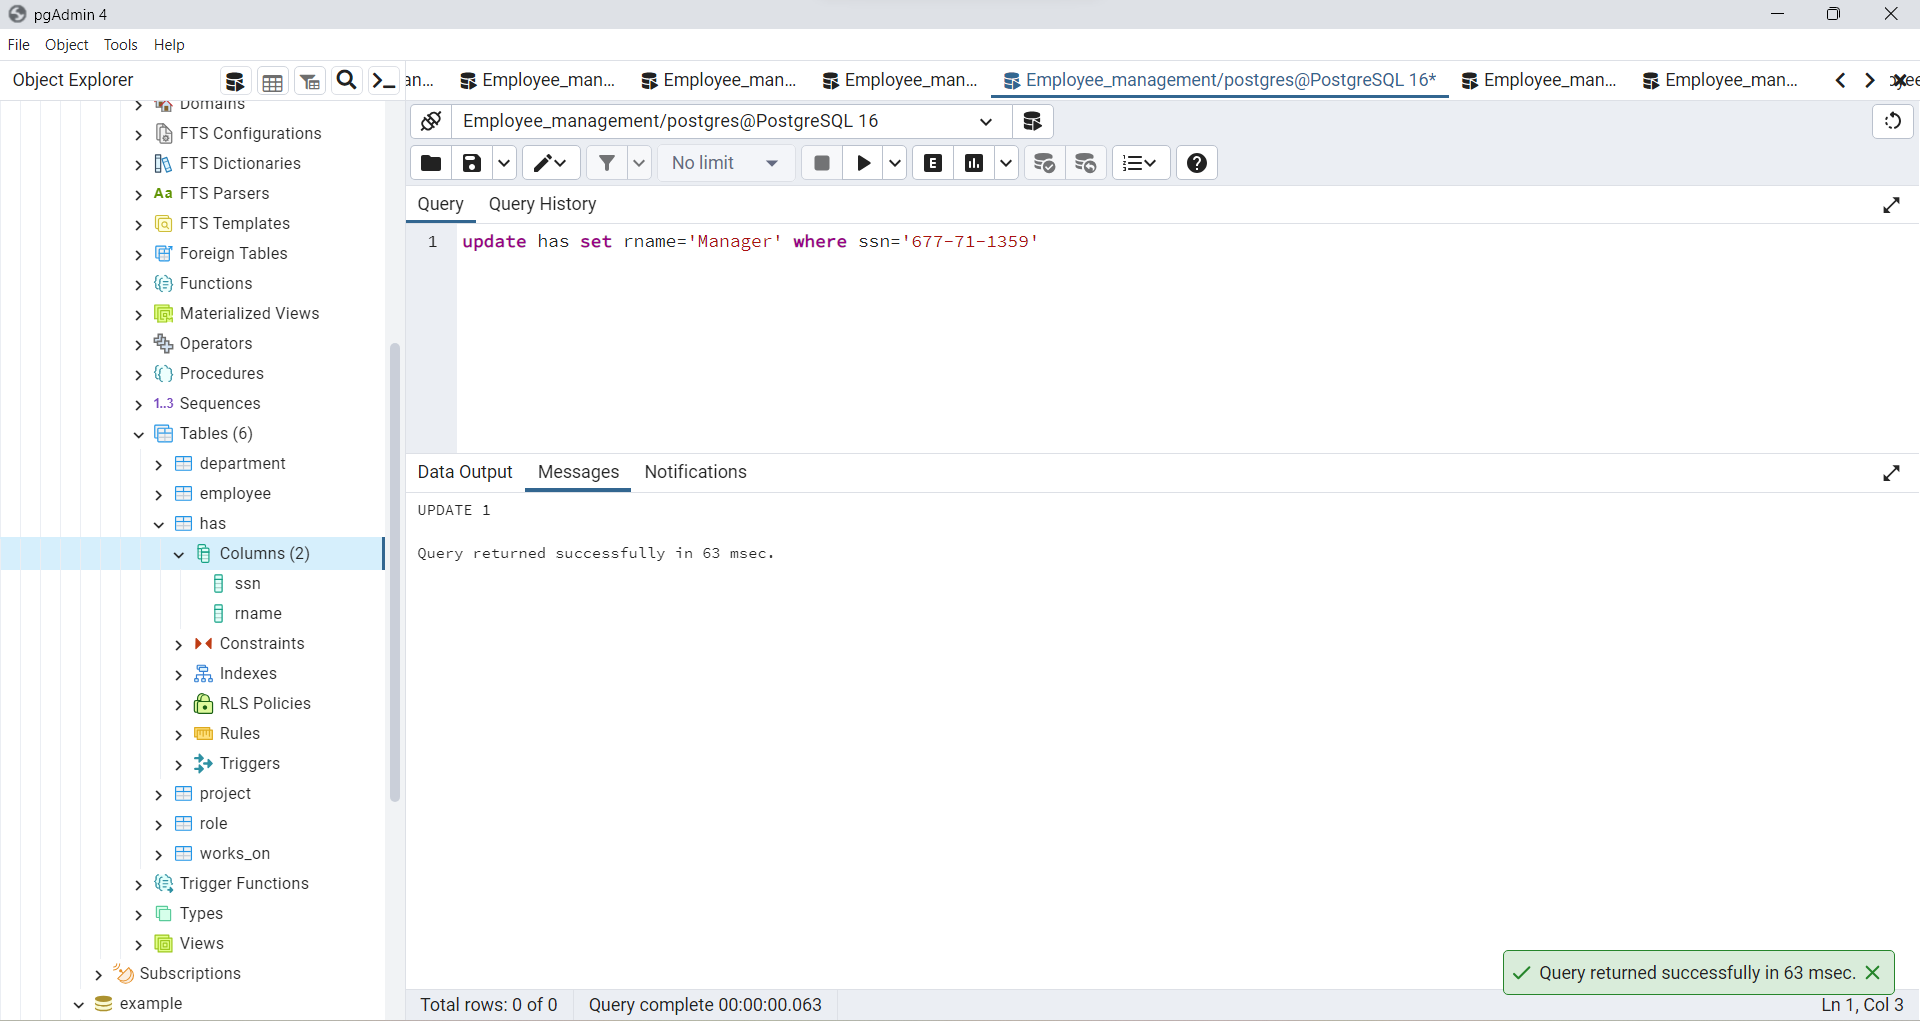 pgAdmin 4
File Object Tools Help
Object Explorer
an... Employee_man... Employee_man... Employee_man... Employee_management/postgres@PostgreSQL 16* Employee_man... Employee_man...
Domains
FTS Configurations
FTS Dictionaries
Aa FTS Parsers
FTS Templates
Foreign Tables
Functions
Materialized Views
Operators
Procedures
1..3 Sequences
Tables (6)
department
employee
has
Columns (2)
ssn
rname
Constraints
Indexes
RLS Policies
Rules
Triggers
project
role
works_on
Trigger Functions
Types
Views
Subscriptions
example
Employee_management/postgres@PostgreSQL 16
No limit E
Query Query History
1 update has set rname='Manager' where ssn='677-71-1359'
Data Output Messages Notifications
UPDATE 1
Query returned successfully in 63 msec.
Query returned successfully in 63 msec.
Total rows: 0 of 0 Query complete 00:00:00.063 Ln 1, Col 3